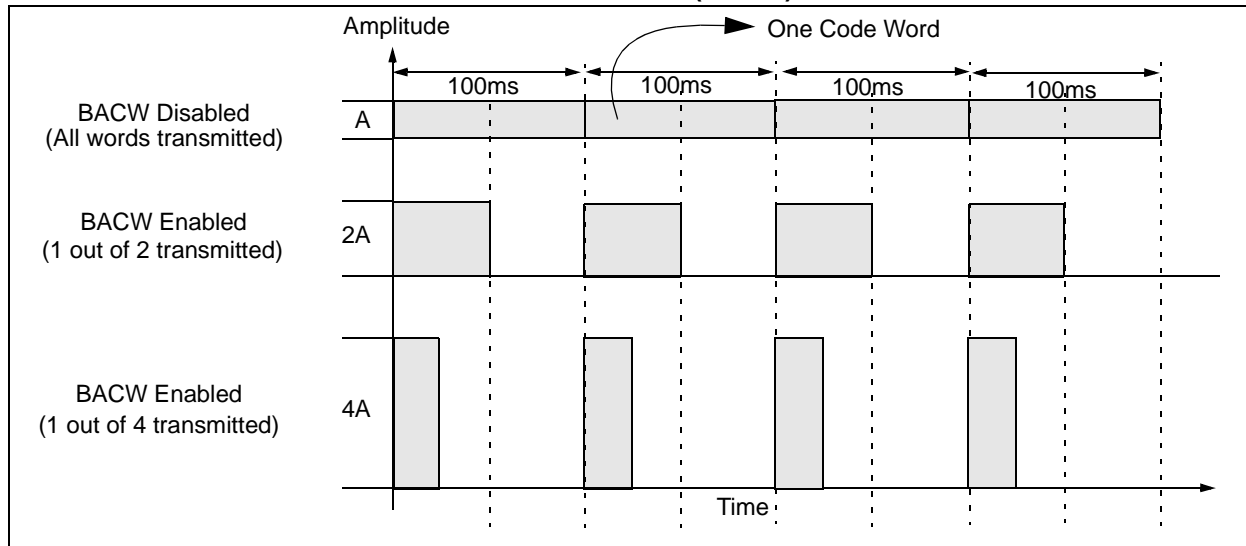 Amplitude
One Code Word
100ms
100ms
100ms
100ms
BACW Disabled
(All words transmitted)
A
BACW Enabled
(1 out of 2 transmitted)
2A
BACW Enabled
(1 out of 4 transmitted)
4A
Time